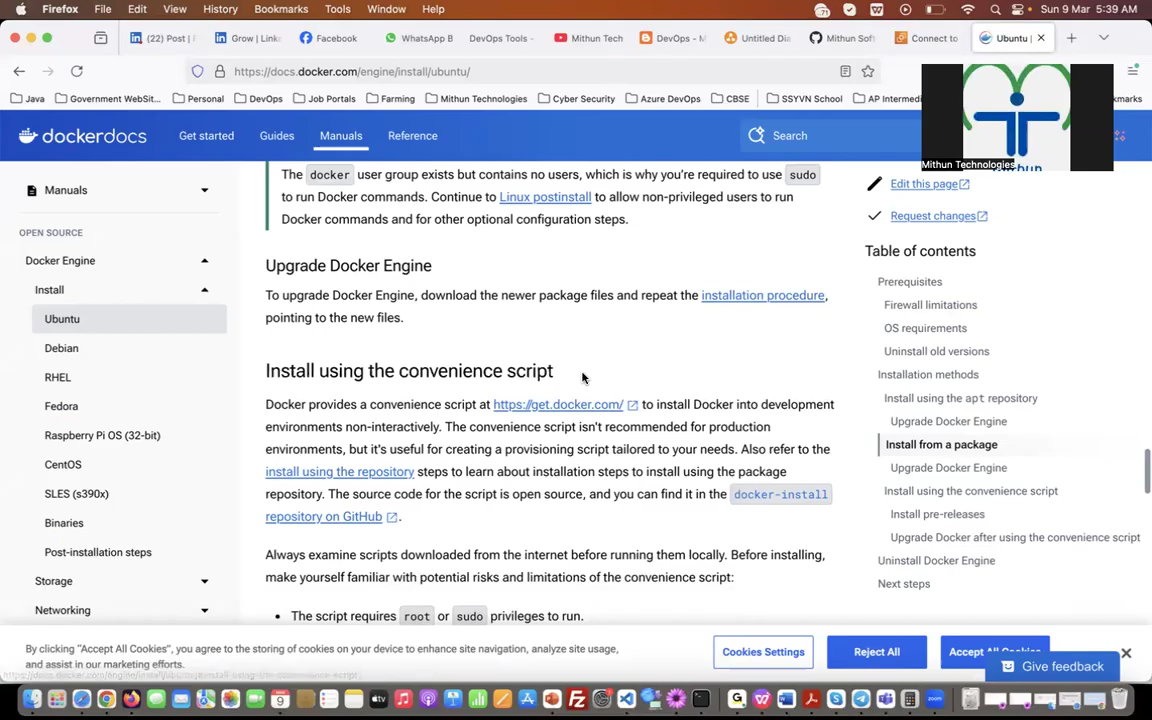 Firefox File Edit View History Bookmarks Tools Window Help Sun 9 Mar 5:39 AM
(22) Post | Grow | Link Facebook WhatsApp B DevOps Tools - Mithun Tech DevOps - M Untitled Dia Mithun Soft Connect to Ubuntu |
https://docs.docker.com/engine/install/ubuntu/
Java Government WebSit... Personal DevOps Job Portals Farming Mithun Technologies Cyber Security Azure DevOps CBSE SSYVN School AP Intermedi
Mithun Technologies
dockerdocs Get started Guides Manuals Reference Search
Manuals
OPEN SOURCE
Docker Engine
Install
Ubuntu
Debian
RHEL
Fedora
Raspberry Pi OS (32-bit)
CentOS
SLES (s390x)
Binaries
Post-installation steps
Storage
Networking
The docker user group exists but contains no users, which is why you're required to use sudo
to run Docker commands. Continue to Linux postinstall to allow non-privileged users to run
Docker commands and for other optional configuration steps.
Upgrade Docker Engine
To upgrade Docker Engine, download the newer package files and repeat the installation procedure,
pointing to the new files.
Install using the convenience script
Docker provides a convenience script at https://get.docker.com/ to install Docker into development
environments non-interactively. The convenience script isn't recommended for production
environments, but it's useful for creating a provisioning script tailored to your needs. Also refer to the
install using the repository steps to learn about installation steps to install using the package
repository. The source code for the script is open source, and you can find it in the docker-install
repository on GitHub.
Always examine scripts downloaded from the internet before running them locally. Before installing,
make yourself familiar with potential risks and limitations of the convenience script:
• The script requires root or sudo privileges to run.
Edit this page
Request changes
Table of contents
Prerequisites
Firewall limitations
OS requirements
Uninstall old versions
Installation methods
Install using the apt repository
Upgrade Docker Engine
Install from a package
Upgrade Docker Engine
Install using the convenience script
Install pre-releases
Upgrade Docker after using the convenience script
Uninstall Docker Engine
Next steps
By clicking "Accept All Cookies", you agree to the storing of cookies on your device to enhance site navigation, analyze site usage,
and assist in our marketing efforts.
Cookies Settings Reject All Accept All Cookies
Give feedback